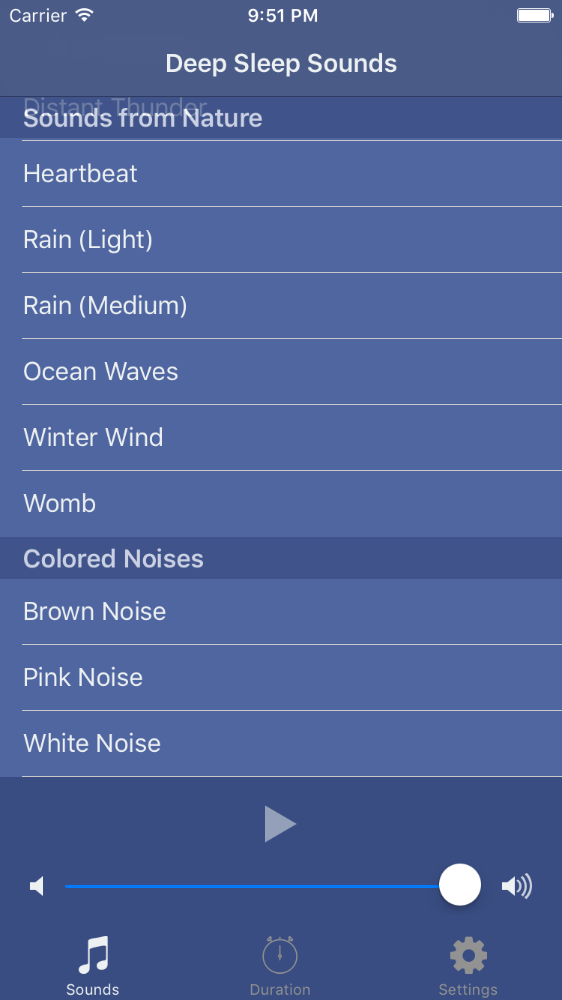 Carrier 9:51 PM
Deep Sleep Sounds
Distant Thunder
Sounds from Nature
Heartbeat
Rain (Light)
Rain (Medium)
Ocean Waves
Winter Wind
Womb
Colored Noises
Brown Noise
Pink Noise
White Noise
Sounds Duration Settings